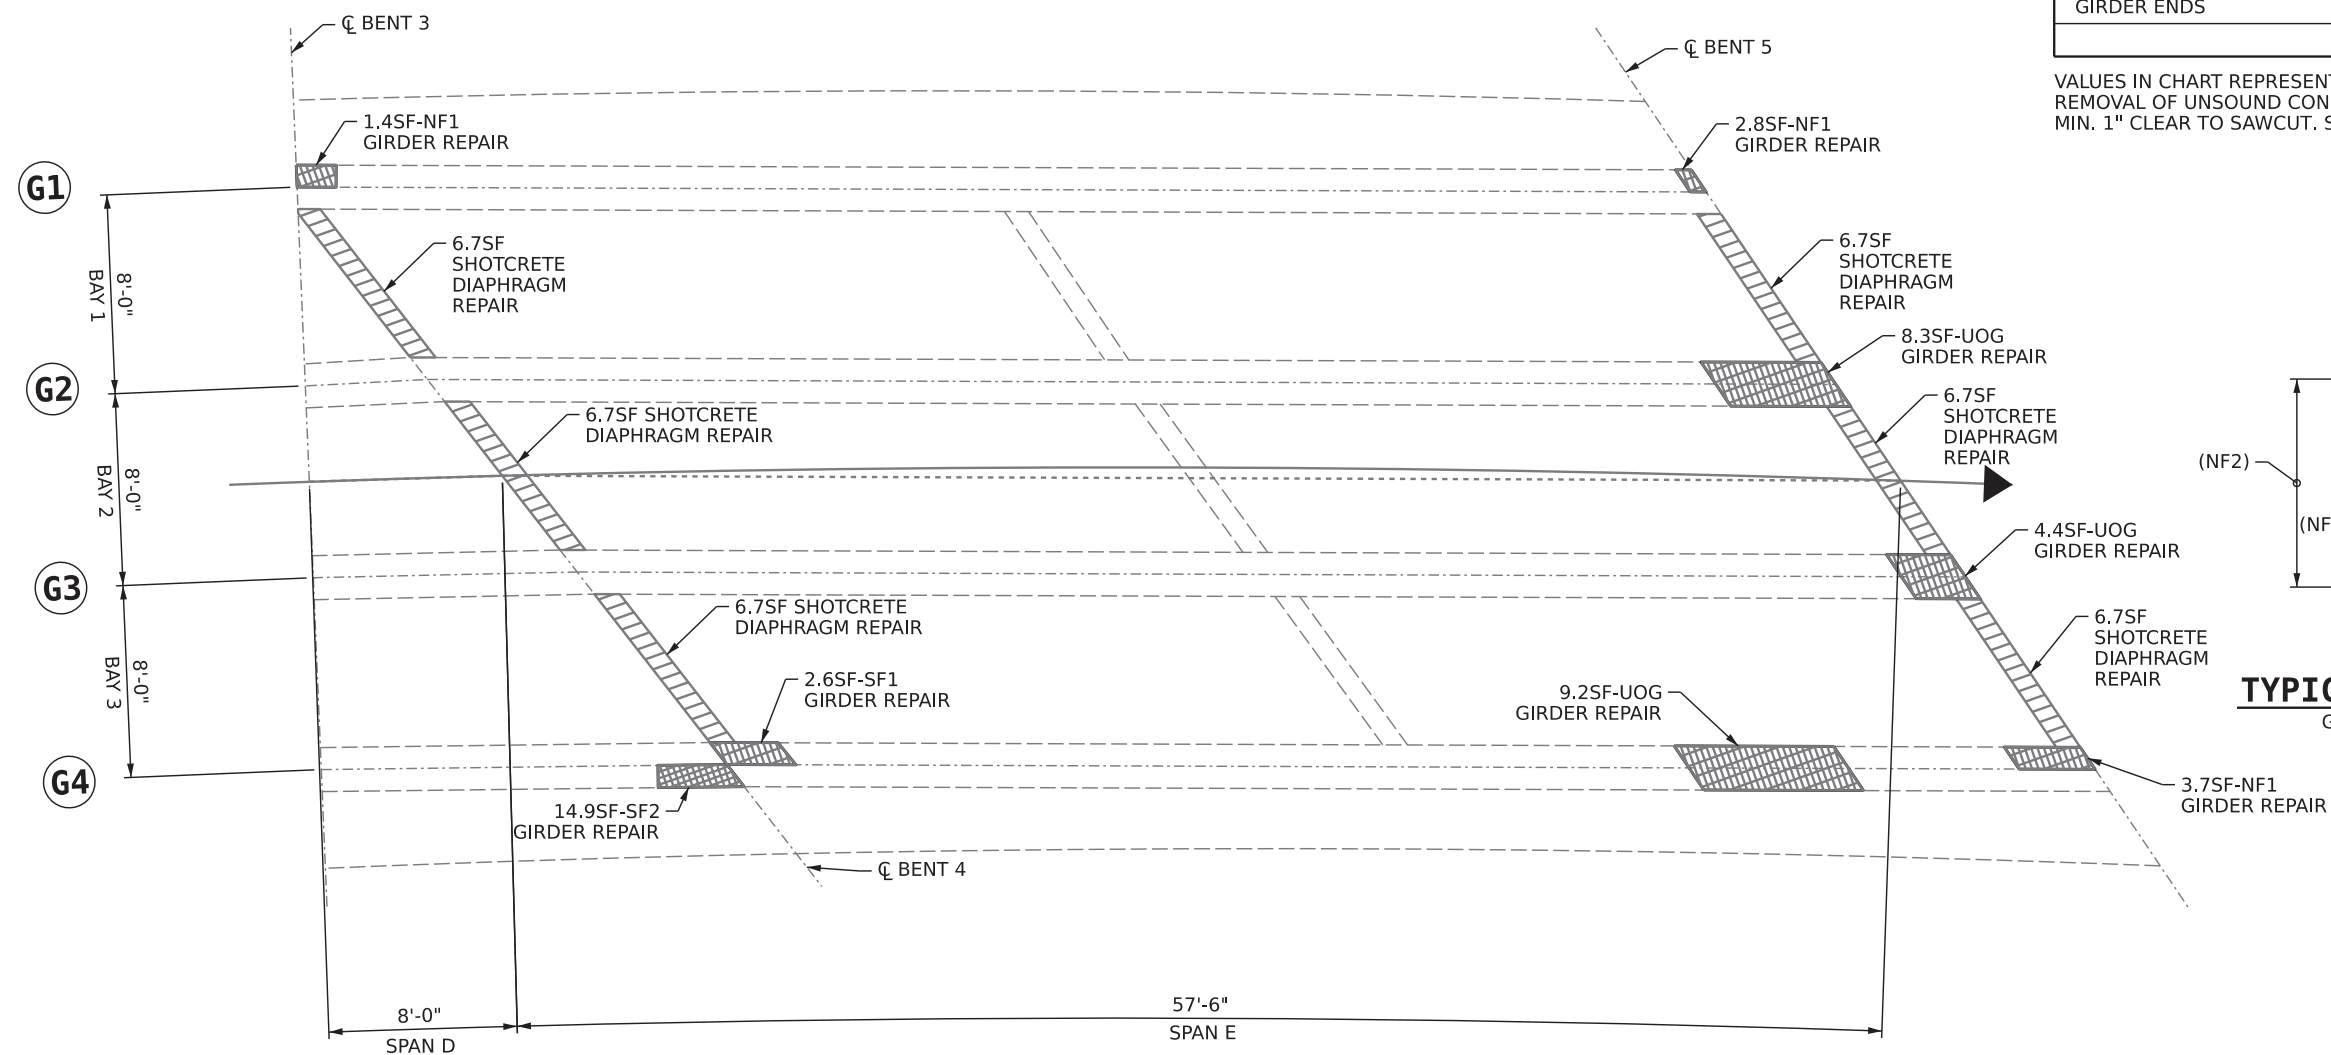 ℄ BENT 3
℄ BENT 5
GIRDER ENDS
VALUES IN CHART REPRESENT
REMOVAL OF UNSOUND CON
MIN. 1" CLEAR TO SAWCUT. S
1.4SF-NF1
GIRDER REPAIR
2.8SF-NF1
GIRDER REPAIR
G1
6.7SF
SHOTCRETE
DIAPHRAGM
REPAIR
6.7SF
SHOTCRETE
DIAPHRAGM
REPAIR
8'-0"
BAY 1
8.3SF-UOG
GIRDER REPAIR
G2
6.7SF SHOTCRETE
DIAPHRAGM REPAIR
6.7SF
SHOTCRETE
DIAPHRAGM
REPAIR
8'-0"
BAY 2
(NF2)
(NF
4.4SF-UOG
GIRDER REPAIR
G3
6.7SF SHOTCRETE
DIAPHRAGM REPAIR
6.7SF
SHOTCRETE
DIAPHRAGM
REPAIR
8'-0"
BAY 3
2.6SF-SF1
GIRDER REPAIR
9.2SF-UOG
GIRDER REPAIR
TYPIC
G
G4
14.9SF-SF2
GIRDER REPAIR
3.7SF-NF1
GIRDER REPAIR
℄ BENT 4
8'-0"
SPAN D
57'-6"
SPAN E